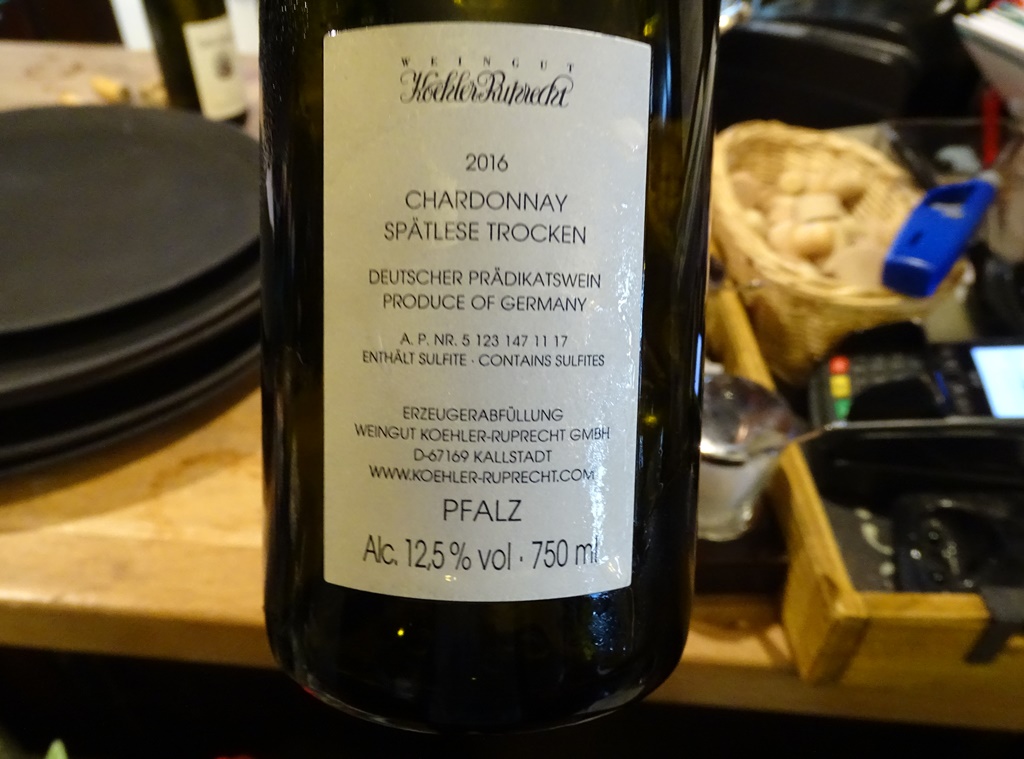 WEINGUT
Koehler-Ruprecht
2016
CHARDONNAY
SPÄTLESE TROCKEN
DEUTSCHER PRÄDIKATSWEIN
PRODUCE OF GERMANY
A. P. NR. 5 123 147 11 17
ENTHÄLT SULFITE · CONTAINS SULFITES
ERZEUGERABFÜLLUNG
WEINGUT KOEHLER-RUPRECHT GMBH
D-67169 KALLSTADT
WWW.KOEHLER-RUPRECHT.COM
PFALZ
Alc. 12,5 % vol · 750 ml